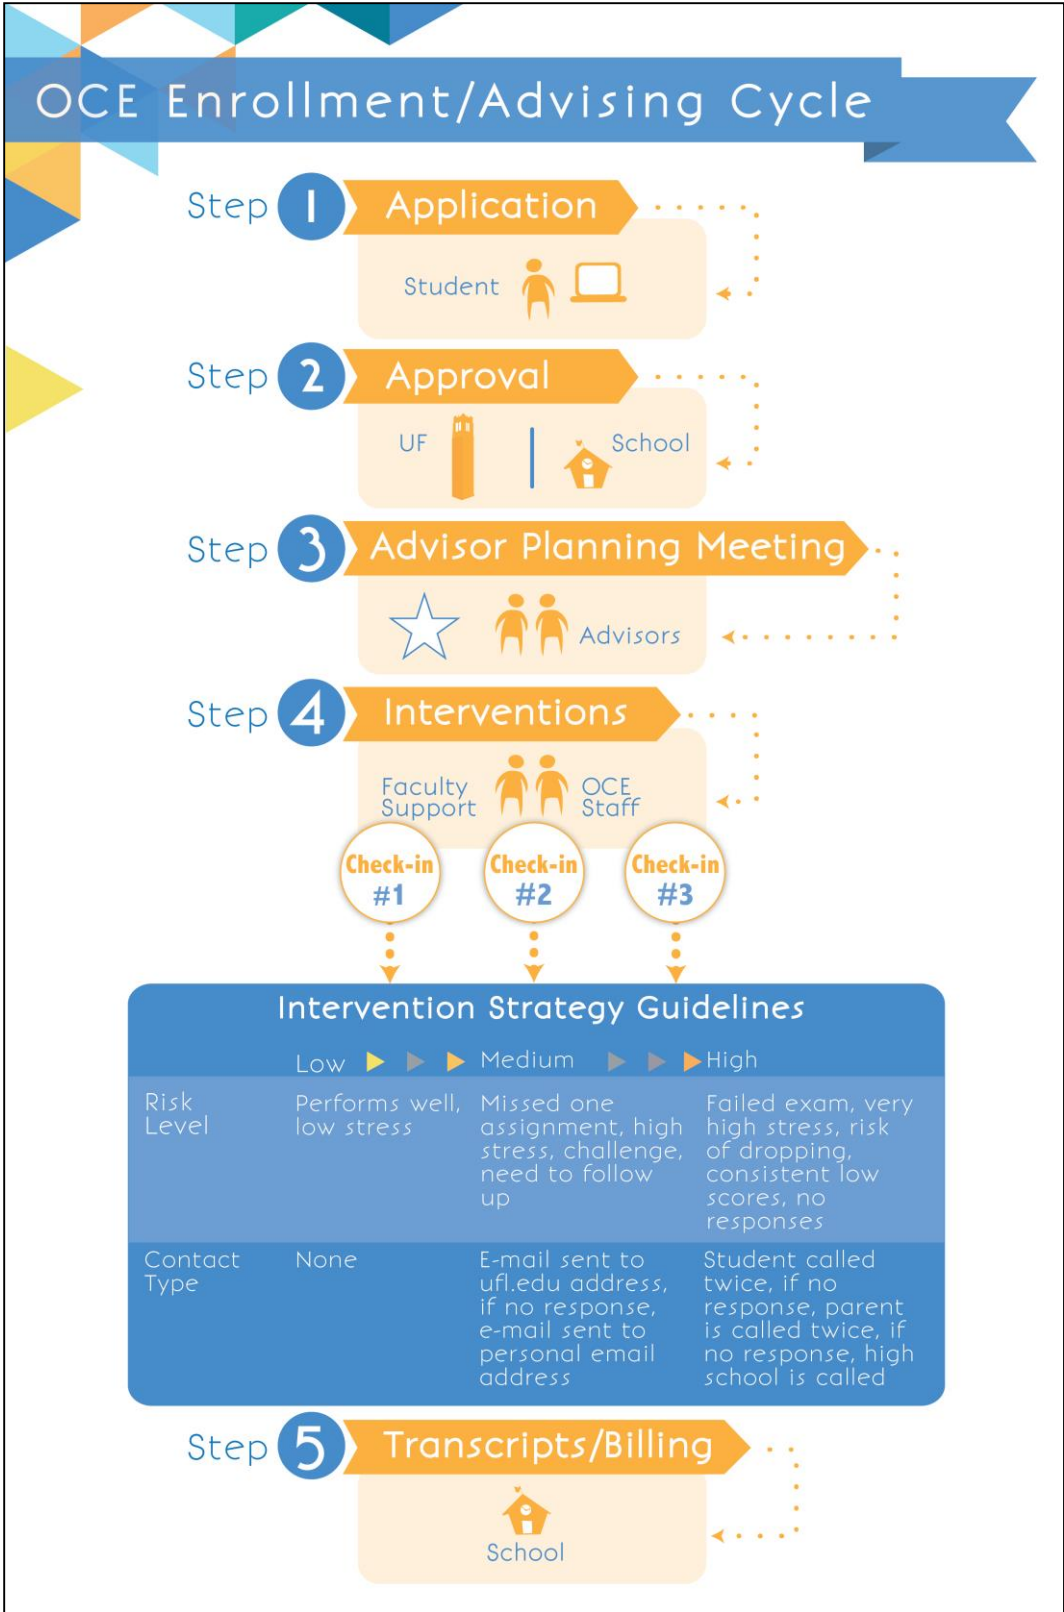 OCE Enrollment/Advising Cycle
Step 1 Application
Student
Step 2 Approval
UF
School
Step 3 Advisor Planning Meeting
Advisors
Step 4 Interventions
Faculty
Support
OCE
Staff
Check-in
#1
Check-in
#2
Check-in
#3
Intervention Strategy Guidelines
Low Medium High
Risk
Level
Performs well,
low stress
Missed one
assignment, high
stress, challenge,
need to follow
up
Failed exam, very
high stress, risk
of dropping,
consistent low
scores, no
responses
Contact
Type
None
E-mail sent to
ufl.edu address,
if no response,
e-mail sent to
personal email
address
Student called
twice, if no
response, parent
is called twice, if
no response, high
school is called
Step 5 Transcripts/Billing
School